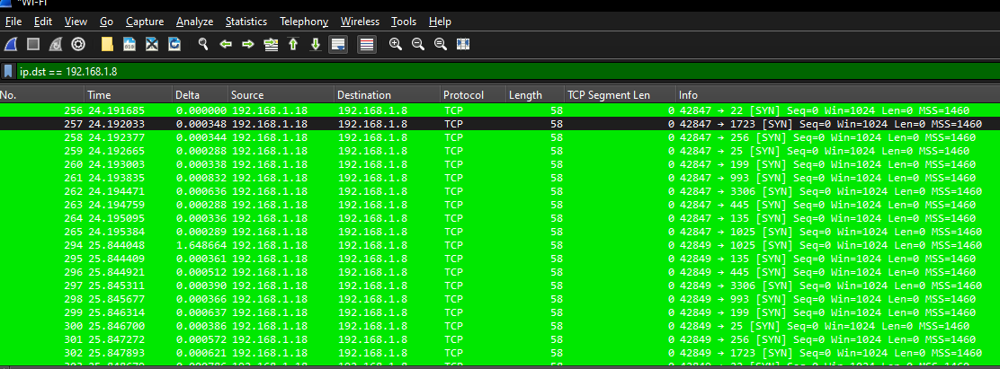 *Wi-Fi
File Edit View Go Capture Analyze Statistics Telephony Wireless Tools Help
ip.dst == 192.168.1.8
No. Time Delta Source Destination Protocol Length TCP Segment Len Info
256 24.191685 0.000000 192.168.1.18 192.168.1.8 TCP 58 0 42847 → 22 [SYN] Seq=0 Win=1024 Len=0 MSS=1460
257 24.192033 0.000348 192.168.1.18 192.168.1.8 TCP 58 0 42847 → 1723 [SYN] Seq=0 Win=1024 Len=0 MSS=1460
258 24.192377 0.000344 192.168.1.18 192.168.1.8 TCP 58 0 42847 → 256 [SYN] Seq=0 Win=1024 Len=0 MSS=1460
259 24.192665 0.000288 192.168.1.18 192.168.1.8 TCP 58 0 42847 → 25 [SYN] Seq=0 Win=1024 Len=0 MSS=1460
260 24.193003 0.000338 192.168.1.18 192.168.1.8 TCP 58 0 42847 → 199 [SYN] Seq=0 Win=1024 Len=0 MSS=1460
261 24.193835 0.000832 192.168.1.18 192.168.1.8 TCP 58 0 42847 → 993 [SYN] Seq=0 Win=1024 Len=0 MSS=1460
262 24.194471 0.000636 192.168.1.18 192.168.1.8 TCP 58 0 42847 → 3306 [SYN] Seq=0 Win=1024 Len=0 MSS=1460
263 24.194759 0.000288 192.168.1.18 192.168.1.8 TCP 58 0 42847 → 445 [SYN] Seq=0 Win=1024 Len=0 MSS=1460
264 24.195095 0.000336 192.168.1.18 192.168.1.8 TCP 58 0 42847 → 135 [SYN] Seq=0 Win=1024 Len=0 MSS=1460
265 24.195384 0.000289 192.168.1.18 192.168.1.8 TCP 58 0 42847 → 1025 [SYN] Seq=0 Win=1024 Len=0 MSS=1460
294 25.844048 1.648664 192.168.1.18 192.168.1.8 TCP 58 0 42849 → 1025 [SYN] Seq=0 Win=1024 Len=0 MSS=1460
295 25.844409 0.000361 192.168.1.18 192.168.1.8 TCP 58 0 42849 → 135 [SYN] Seq=0 Win=1024 Len=0 MSS=1460
296 25.844921 0.000512 192.168.1.18 192.168.1.8 TCP 58 0 42849 → 445 [SYN] Seq=0 Win=1024 Len=0 MSS=1460
297 25.845311 0.000390 192.168.1.18 192.168.1.8 TCP 58 0 42849 → 3306 [SYN] Seq=0 Win=1024 Len=0 MSS=1460
298 25.845677 0.000366 192.168.1.18 192.168.1.8 TCP 58 0 42849 → 993 [SYN] Seq=0 Win=1024 Len=0 MSS=1460
299 25.846314 0.000637 192.168.1.18 192.168.1.8 TCP 58 0 42849 → 199 [SYN] Seq=0 Win=1024 Len=0 MSS=1460
300 25.846700 0.000386 192.168.1.18 192.168.1.8 TCP 58 0 42849 → 25 [SYN] Seq=0 Win=1024 Len=0 MSS=1460
301 25.847272 0.000572 192.168.1.18 192.168.1.8 TCP 58 0 42849 → 256 [SYN] Seq=0 Win=1024 Len=0 MSS=1460
302 25.847893 0.000621 192.168.1.18 192.168.1.8 TCP 58 0 42849 → 1723 [SYN] Seq=0 Win=1024 Len=0 MSS=1460